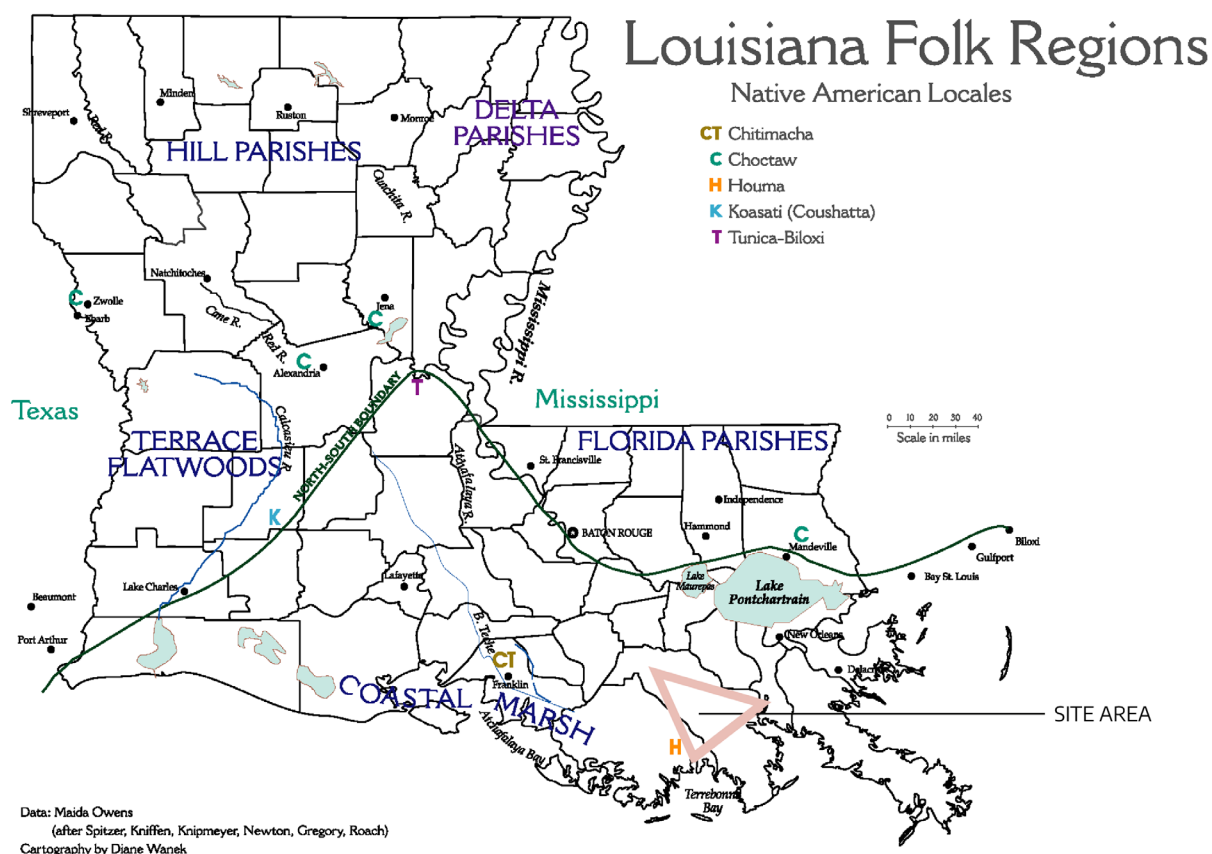 Louisiana Folk Regions
Native American Locales
CT Chitimacha
C Choctaw
H Houma
K Koasati (Coushatta)
T Tunica-Biloxi
Minden
Shreveport
Red R.
Ruston
Monroe
DELTA
PARISHES
HILL PARISHES
Ouachita R.
Natchitoches
C
Zwolle
Ebarb
Cane R.
Jena
C
Mississippi R.
Red R.
C
Alexandria
T
NORTH-SOUTH BOUNDARY
Texas
Mississippi
0 10 20 30 40
Scale in miles
TERRACE
FLATWOODS
Calcasieu R.
FLORIDA PARISHES
Atchafalaya R.
St. Francisville
Independence
K
BATON ROUGE
Hammond
C
Mandeville
Biloxi
Gulfport
Bay St. Louis
Lake Charles
Lafayette
Lake
Maurepas
Lake
Pontchartrain
Beaumont
Port Arthur
B. Teche
New Orleans
CT
Franklin
Delacroix
COASTAL MARSH
SITE AREA
Atchafalaya Bay
H
Terrebonne
Bay
Data: Maida Owens
(after Spitzer, Kniffen, Knipmeyer, Newton, Gregory, Roach)
Cartography by Diane Wanek